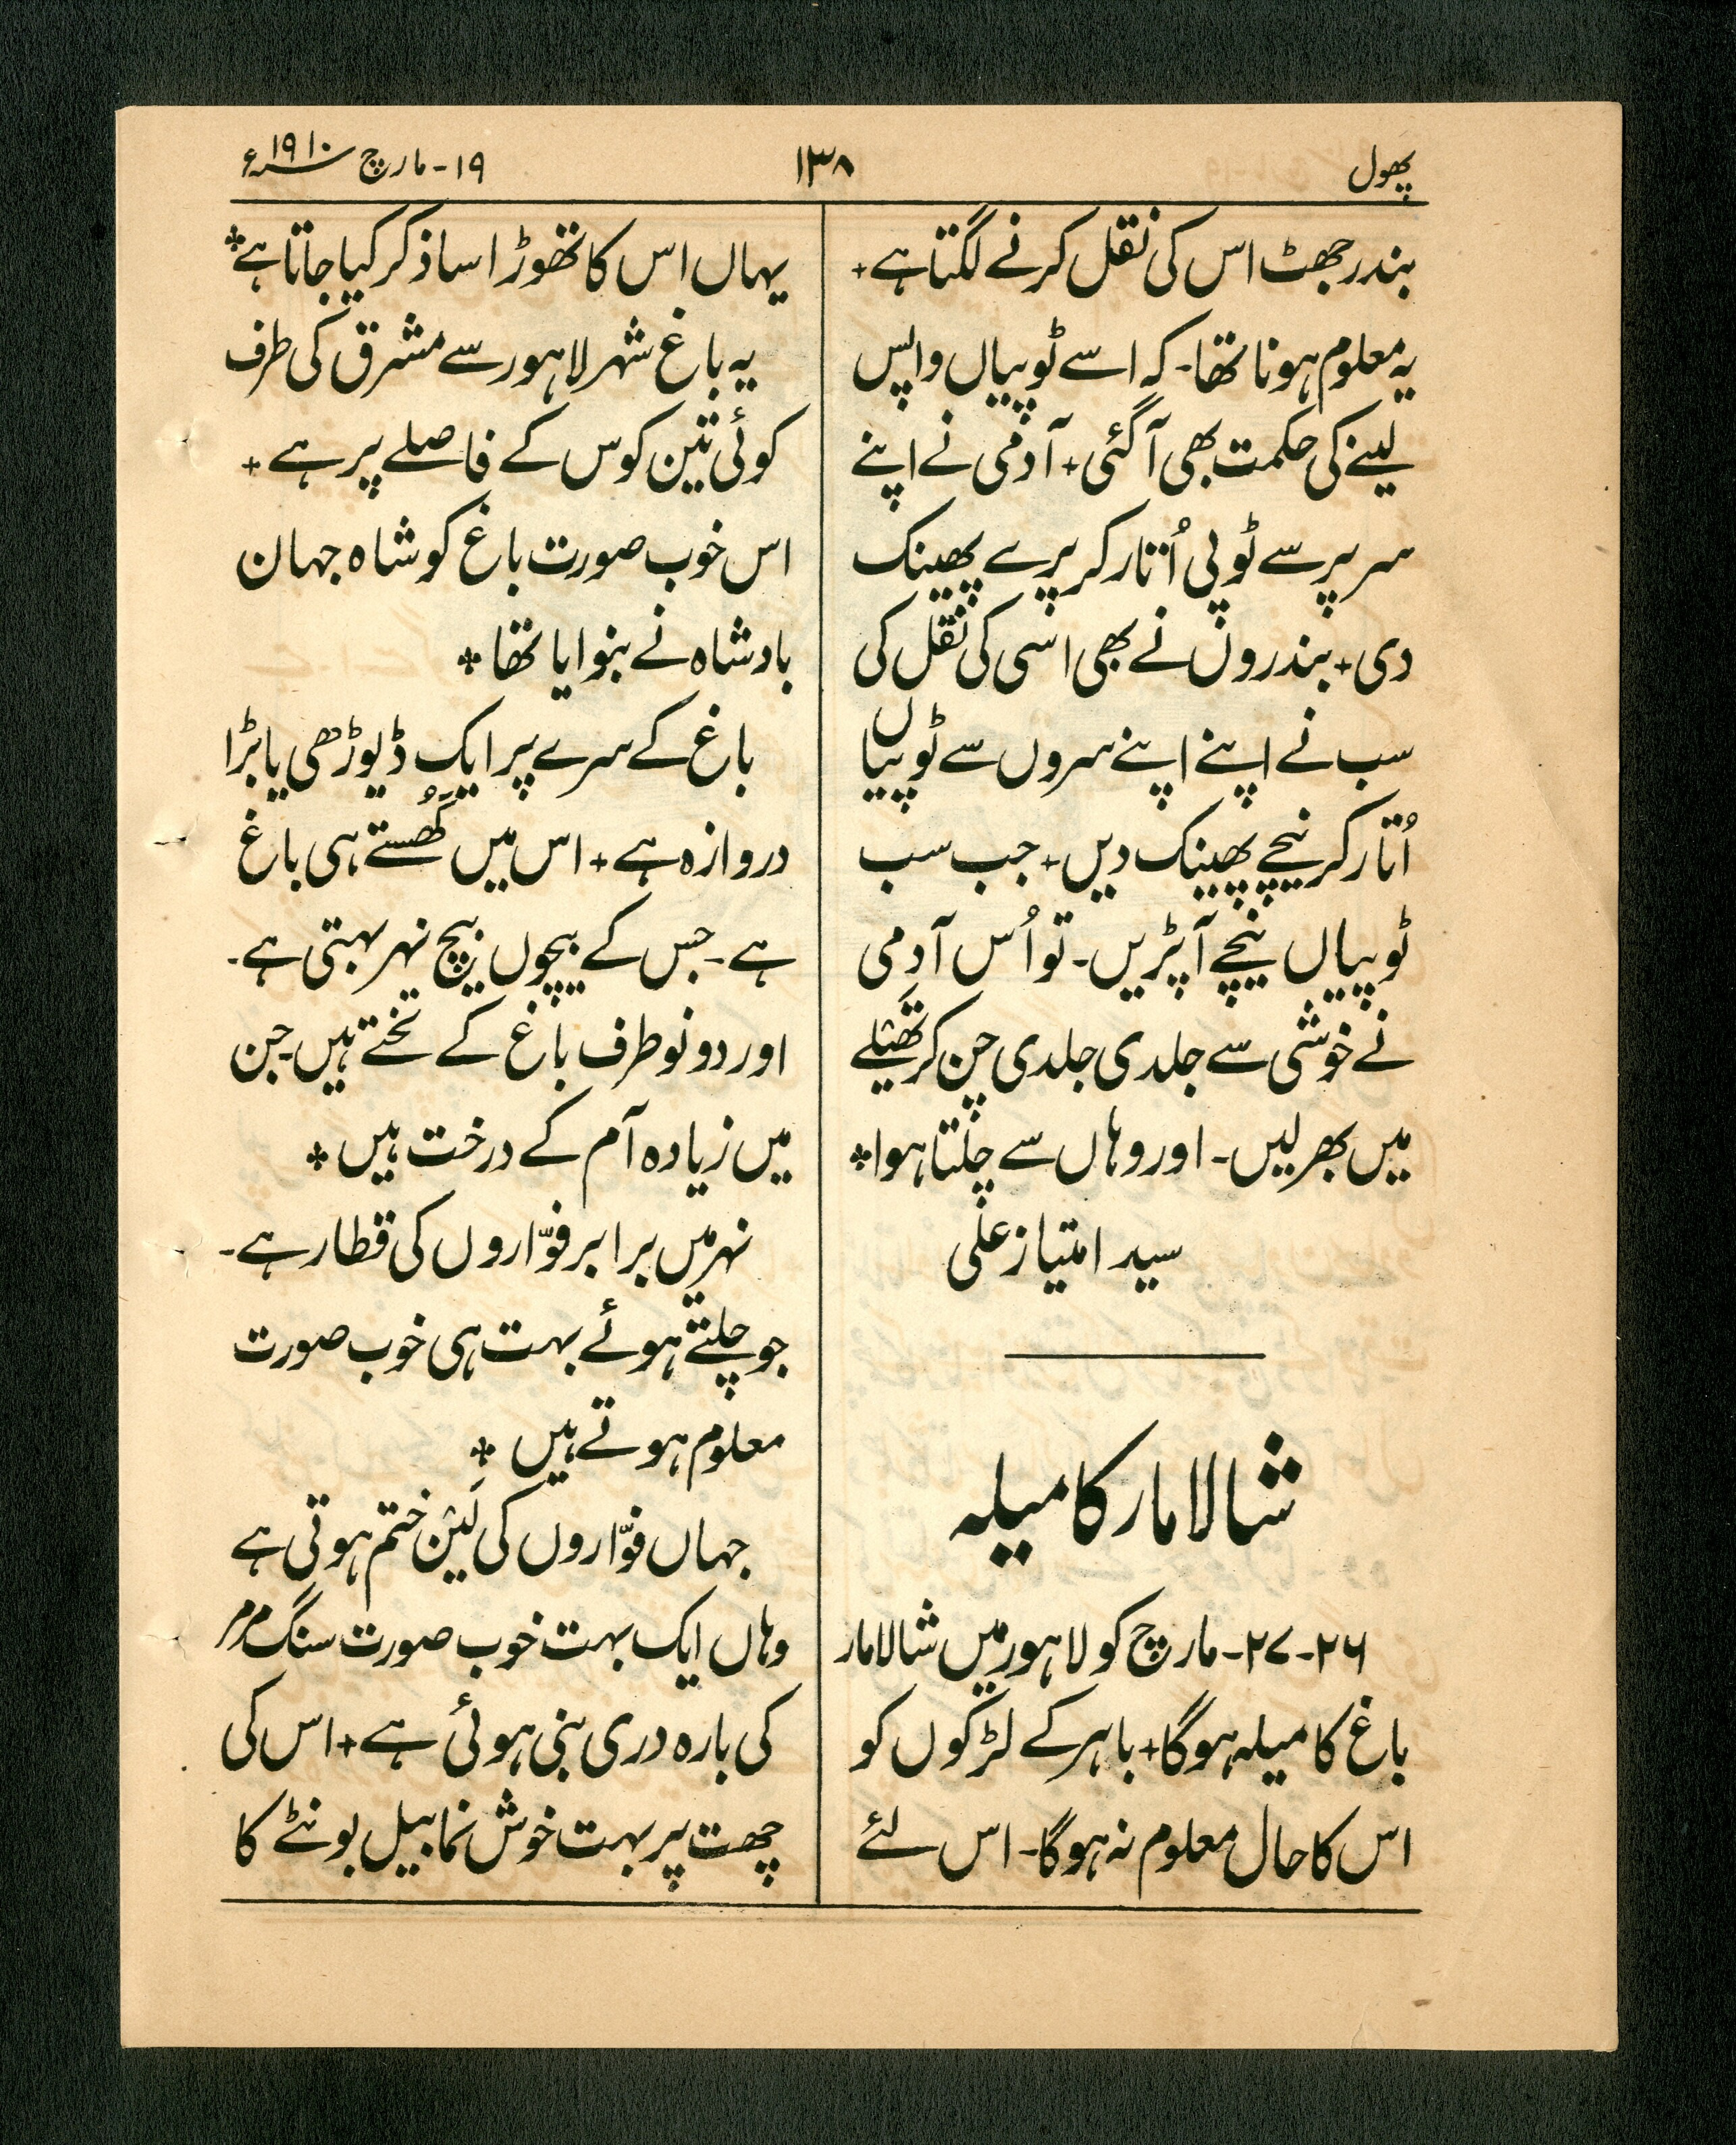 پھول
۱۳۸
۱۹- مارچ ۱۹۱۰ء
بندر جھٹ اس کی نقل کرنے لگتا ہے+
یہ معلوم ہونا تھا- کہ اسے ٹوپیاں واپس
لینے کی حکمت بھی آ گئی+ آدمی نے اپنے
سر پر سے ٹوپی اُتار کر پرے پھینک
دی+ بندروں نے بھی اسی کی نقل کی
سب نے اپنے اپنے سروں سے ٹوپیاں
اُتار کر نیچے پھینک دیں+ جب سب
ٹوپیاں نیچے آ پڑیں- تو اُس آدمی
نے خوشی سے جلدی جلدی چن کر تھَیلے
میں بھر لیں- اور وہاں سے چلتا ہوا*
سید امتیاز علی
شالامار کا میلہ
۲۶-۲۷- مارچ کو لاہور میں شالامار
باغ کا میلہ ہوگا+ باہر کے لڑکوں کو
اس کا حال معلوم نہ ہوگا- اس لئے
یہاں اس کا تھوڑا سا ذکر کیا جاتا ہے*
یہ باغ شہر لاہور سے مشرق کی طرف
کوئی تین کوس کے فاصلے پر ہے+
اس خوب صورت باغ کو شاہ جہان
بادشاہ نے بنوایا تھا*
باغ کے سرے پر ایک ڈیوڑھی یا بڑا
دروازہ ہے+ اس میں گھُستے ہی باغ
ہے- جس کے بیچوں بیچ نہر بہتی ہے-
اور دونو طرف باغ کے تختے ہیں- جن
میں زیادہ آم کے درخت ہیں*
نہر میں برابر فوّاروں کی قطار ہے-
جو چلتے ہوئے بہت ہی خوب صورت
معلوم ہوتے ہیں*
جہاں فوّاروں کی لَین ختم ہوتی ہے
وہاں ایک بہت خوب صورت سنگ مرمر
کی بارہ دری بنی ہوئی ہے+ اس کی
چھت پر بہت خوش نما بیل بونٹے کا